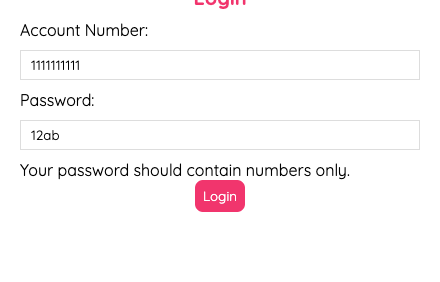 Login
Account Number:
1111111111
Password:
12ab
Your password should contain numbers only.
Login